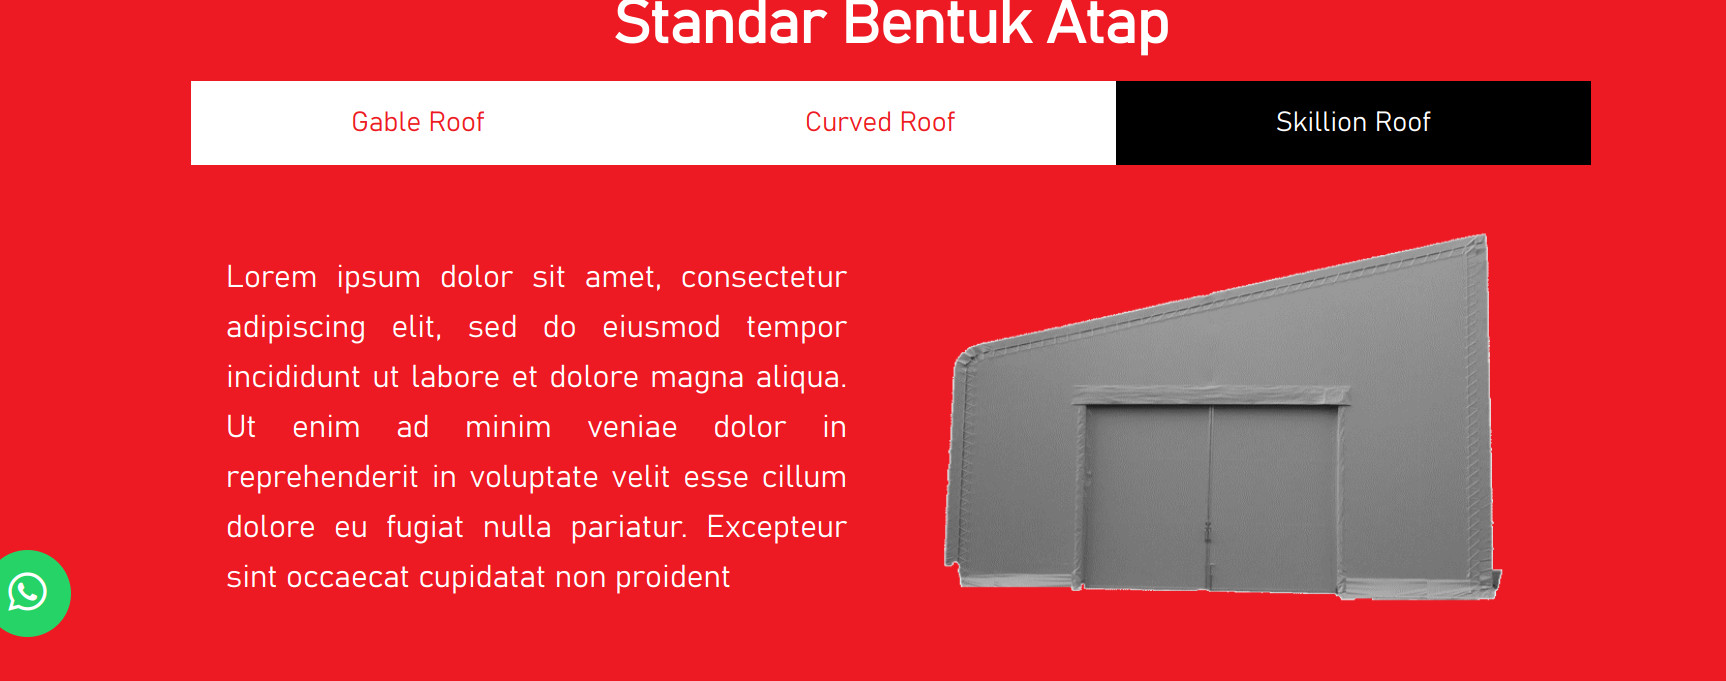 Standar Bentuk Atap
Gable Roof
Curved Roof
Skillion Roof
Lorem ipsum dolor sit amet, consectetur
adipiscing elit, sed do eiusmod tempor
incididunt ut labore et dolore magna aliqua.
Ut enim ad minim veniae dolor in
reprehenderit in voluptate velit esse cillum
dolore eu fugiat nulla pariatur. Excepteur
sint occaecat cupidatat non proident